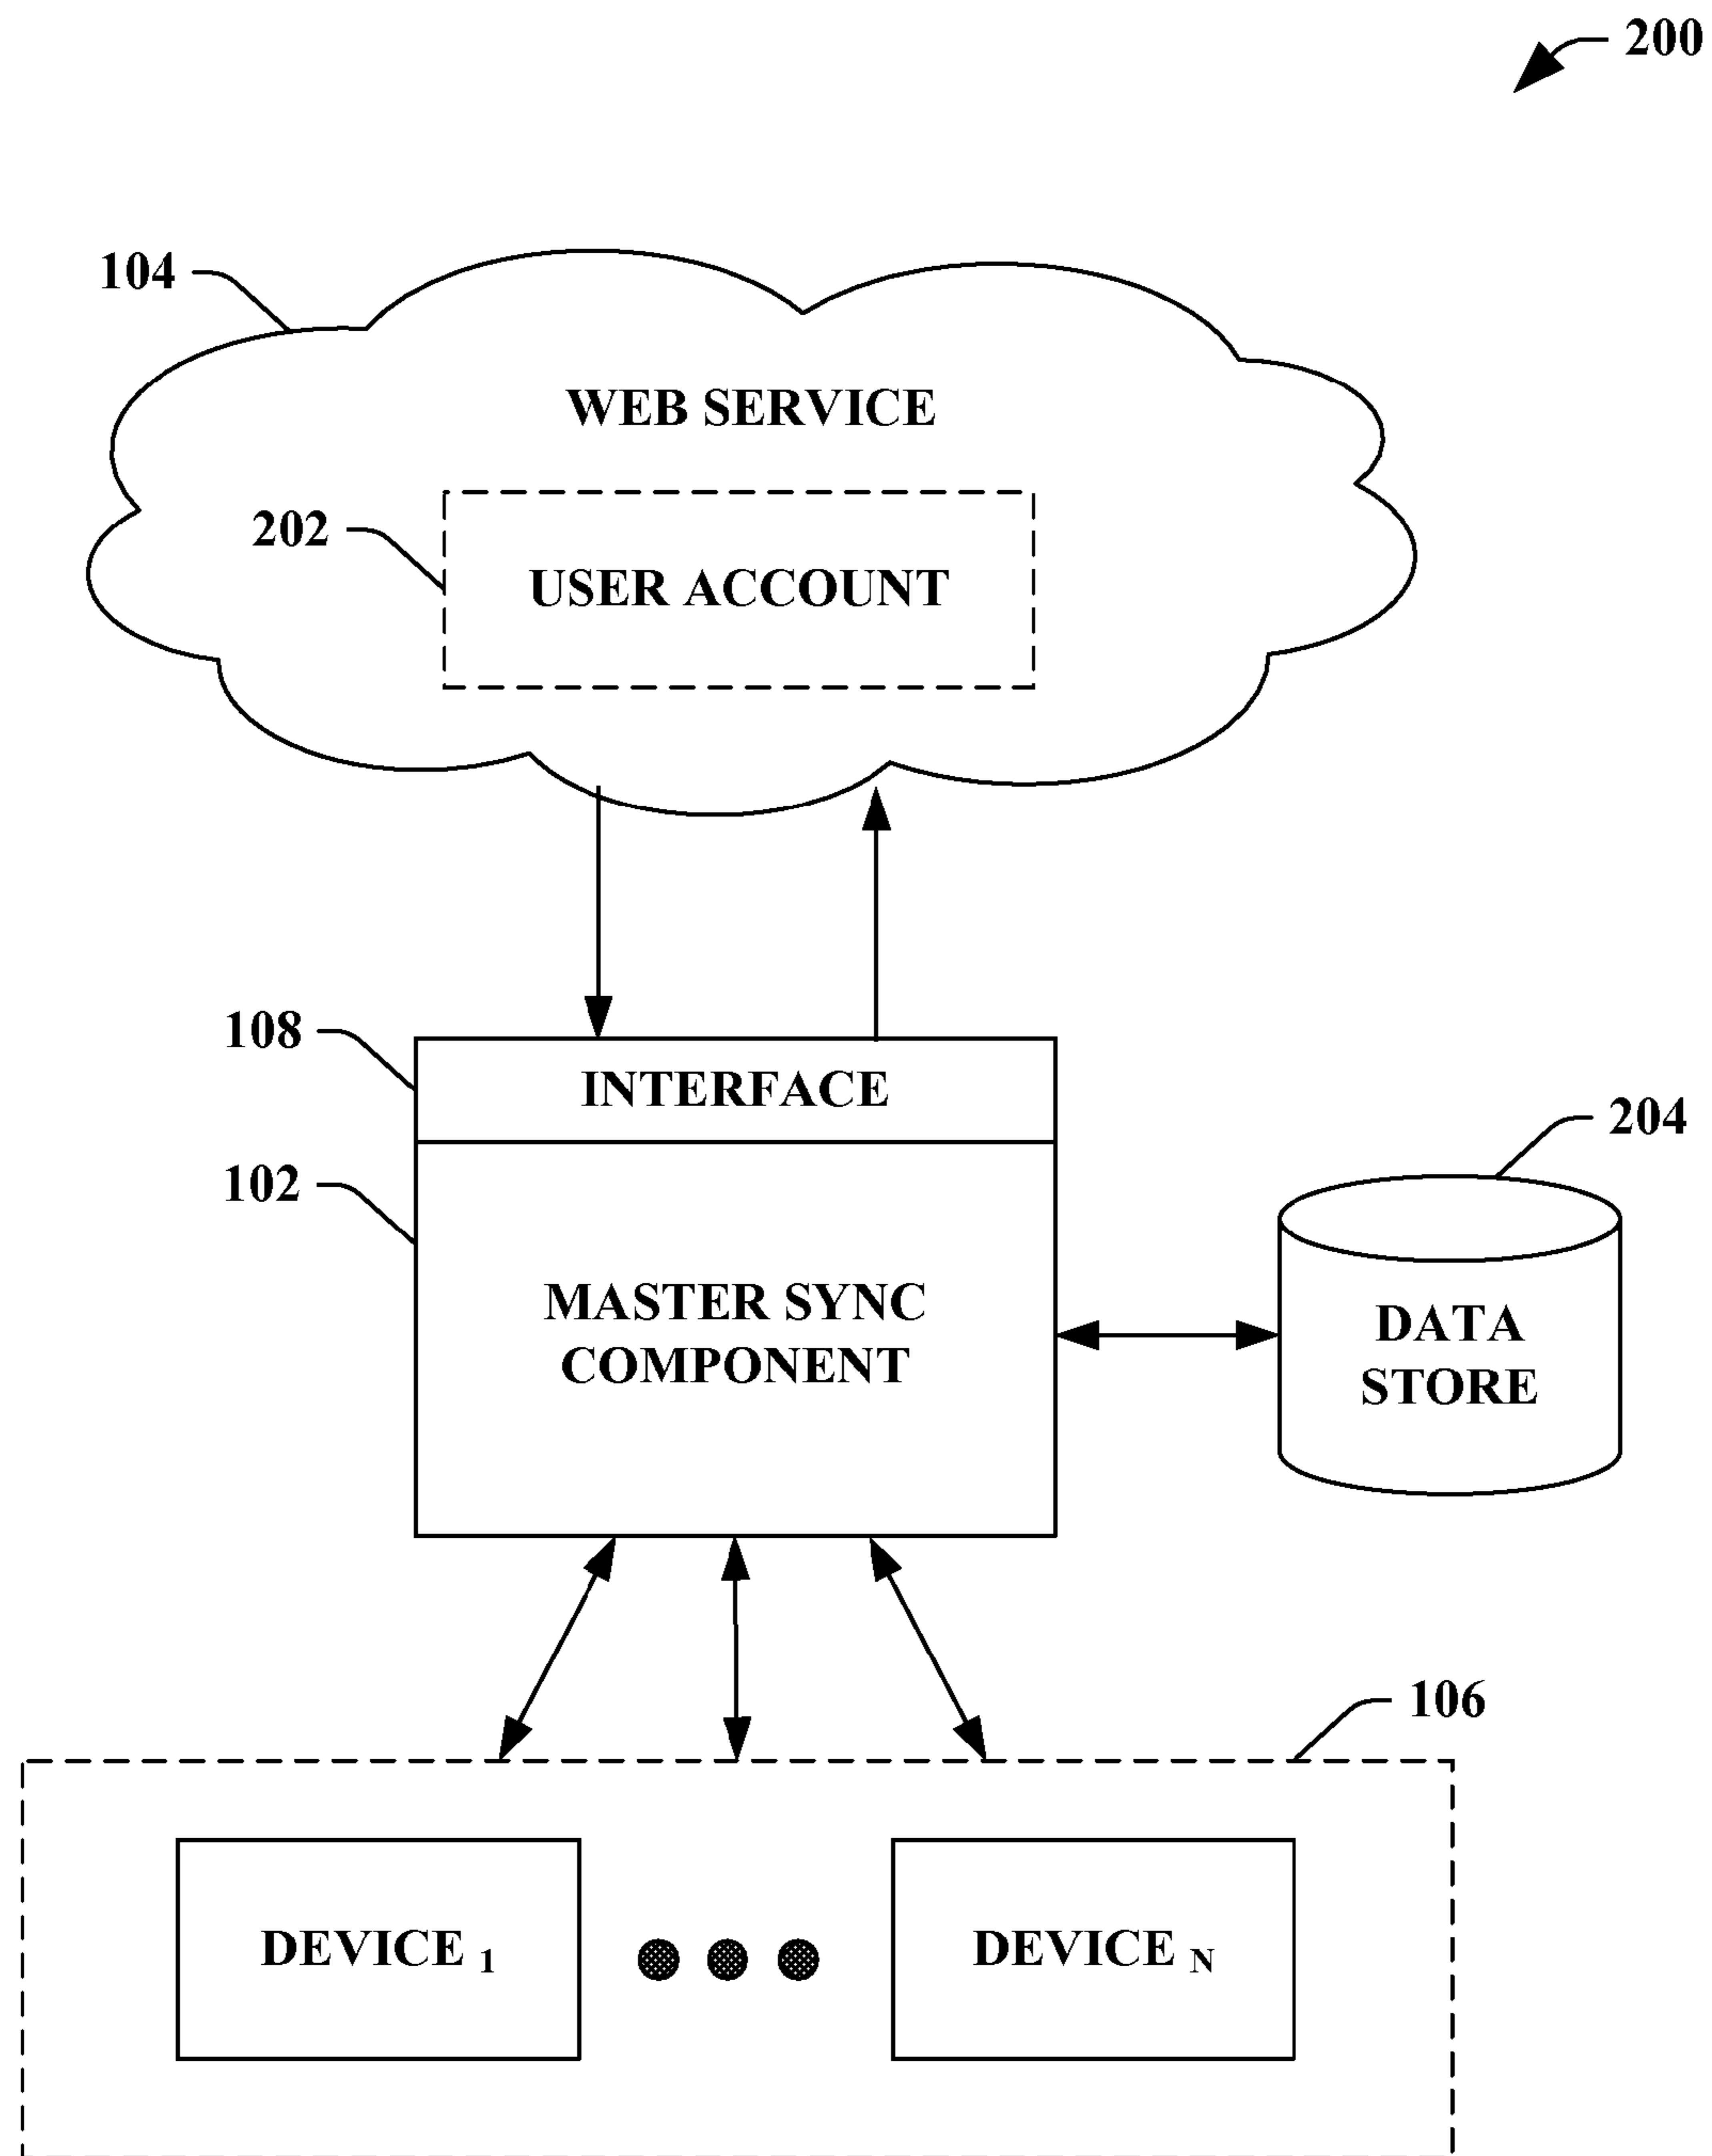 200
104
WEB SERVICE
202
USER ACCOUNT
108
INTERFACE
102
204
MASTER SYNC
COMPONENT
DATA
STORE
106
DEVICE 1
DEVICE N